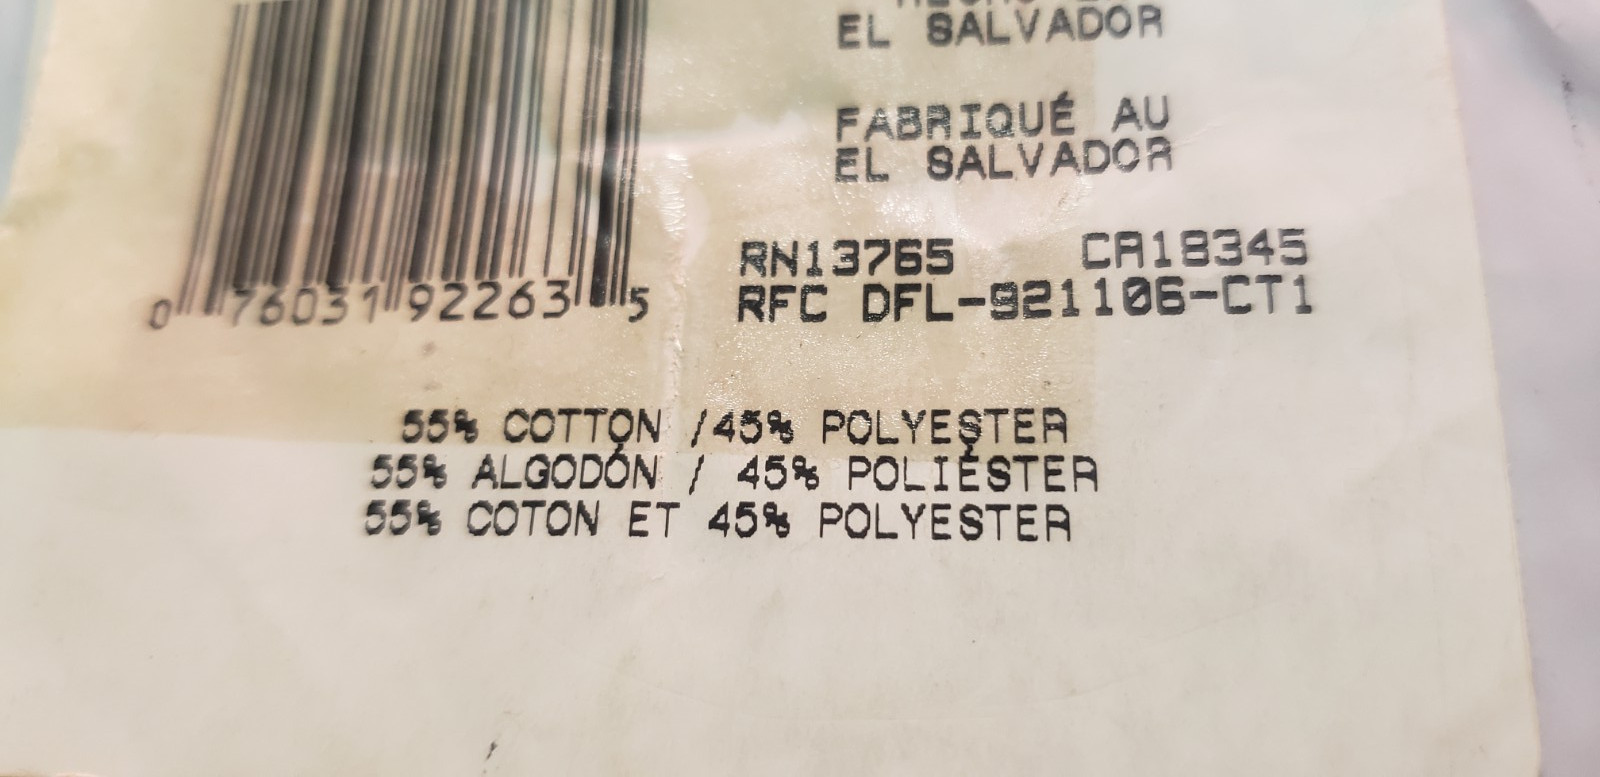 EL SALVADOR
FABRIQUÉ AU
EL SALVADOR
RN13765 CA18345
RFC DFL-921106-CT1
0 76031 92263 5
55% COTTON /45% POLYESTER
55% ALGODÓN / 45% POLIÉSTER
55% COTON ET 45% POLYESTER